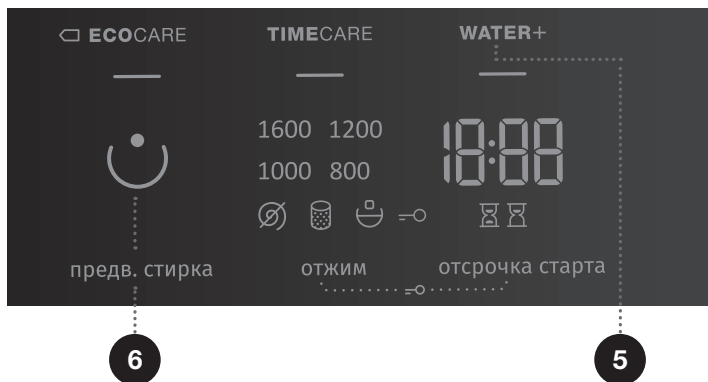 ECOCARE TIMECARE WATER+
1600 1200
1000 800
18:88
предв. стирка отжим отсрочка старта
6 5